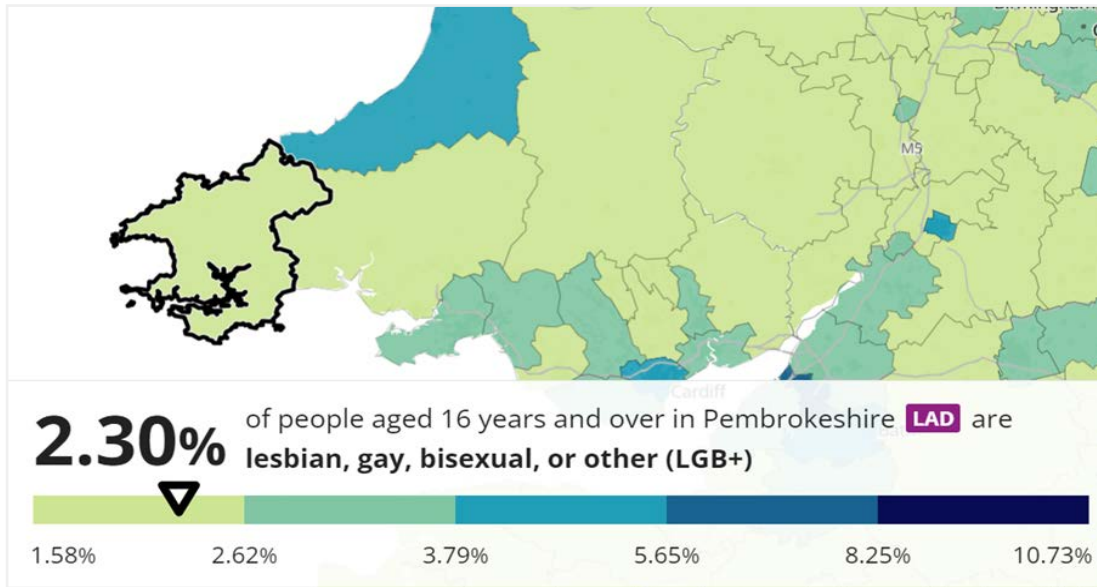 M5
Cardiff
2.30%
of people aged 16 years and over in Pembrokeshire LAD are
lesbian, gay, bisexual, or other (LGB+)
1.58% 2.62% 3.79% 5.65% 8.25% 10.73%